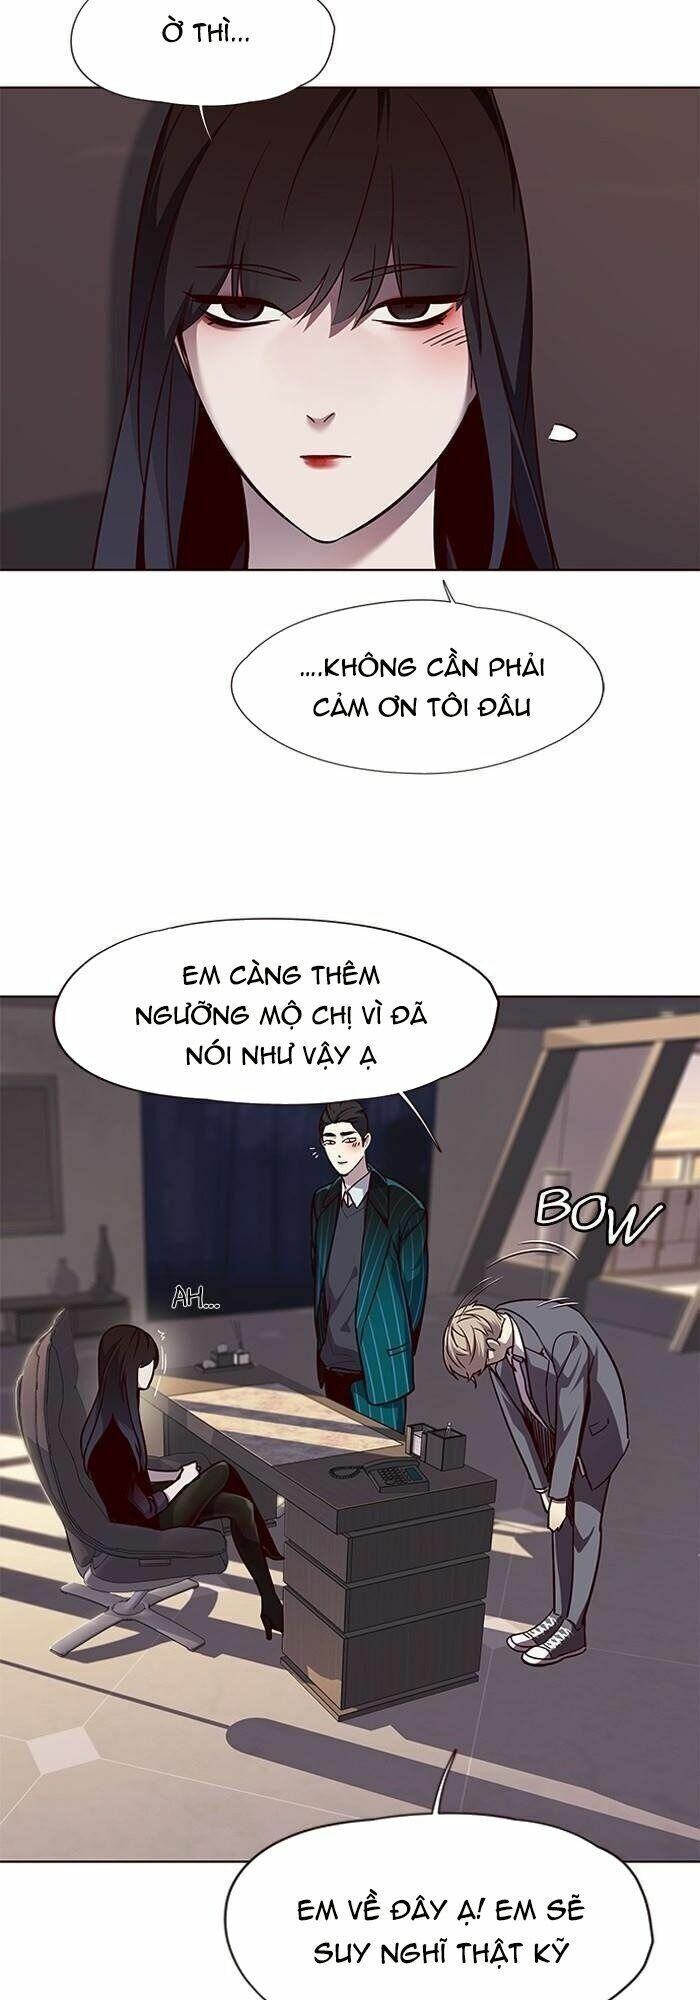 Ờ THÌ...
....KHÔNG CẦN PHẢI
CẢM ƠN TÔI ĐÂU
EM CÀNG THÊM
NGƯỠNG MỘ CHỊ VÌ ĐÃ
NÓI NHƯ VẬY Ạ
BOW
AH...
EM VỀ ĐÂY Ạ! EM SẼ
SUY NGHĨ THẬT KỸ